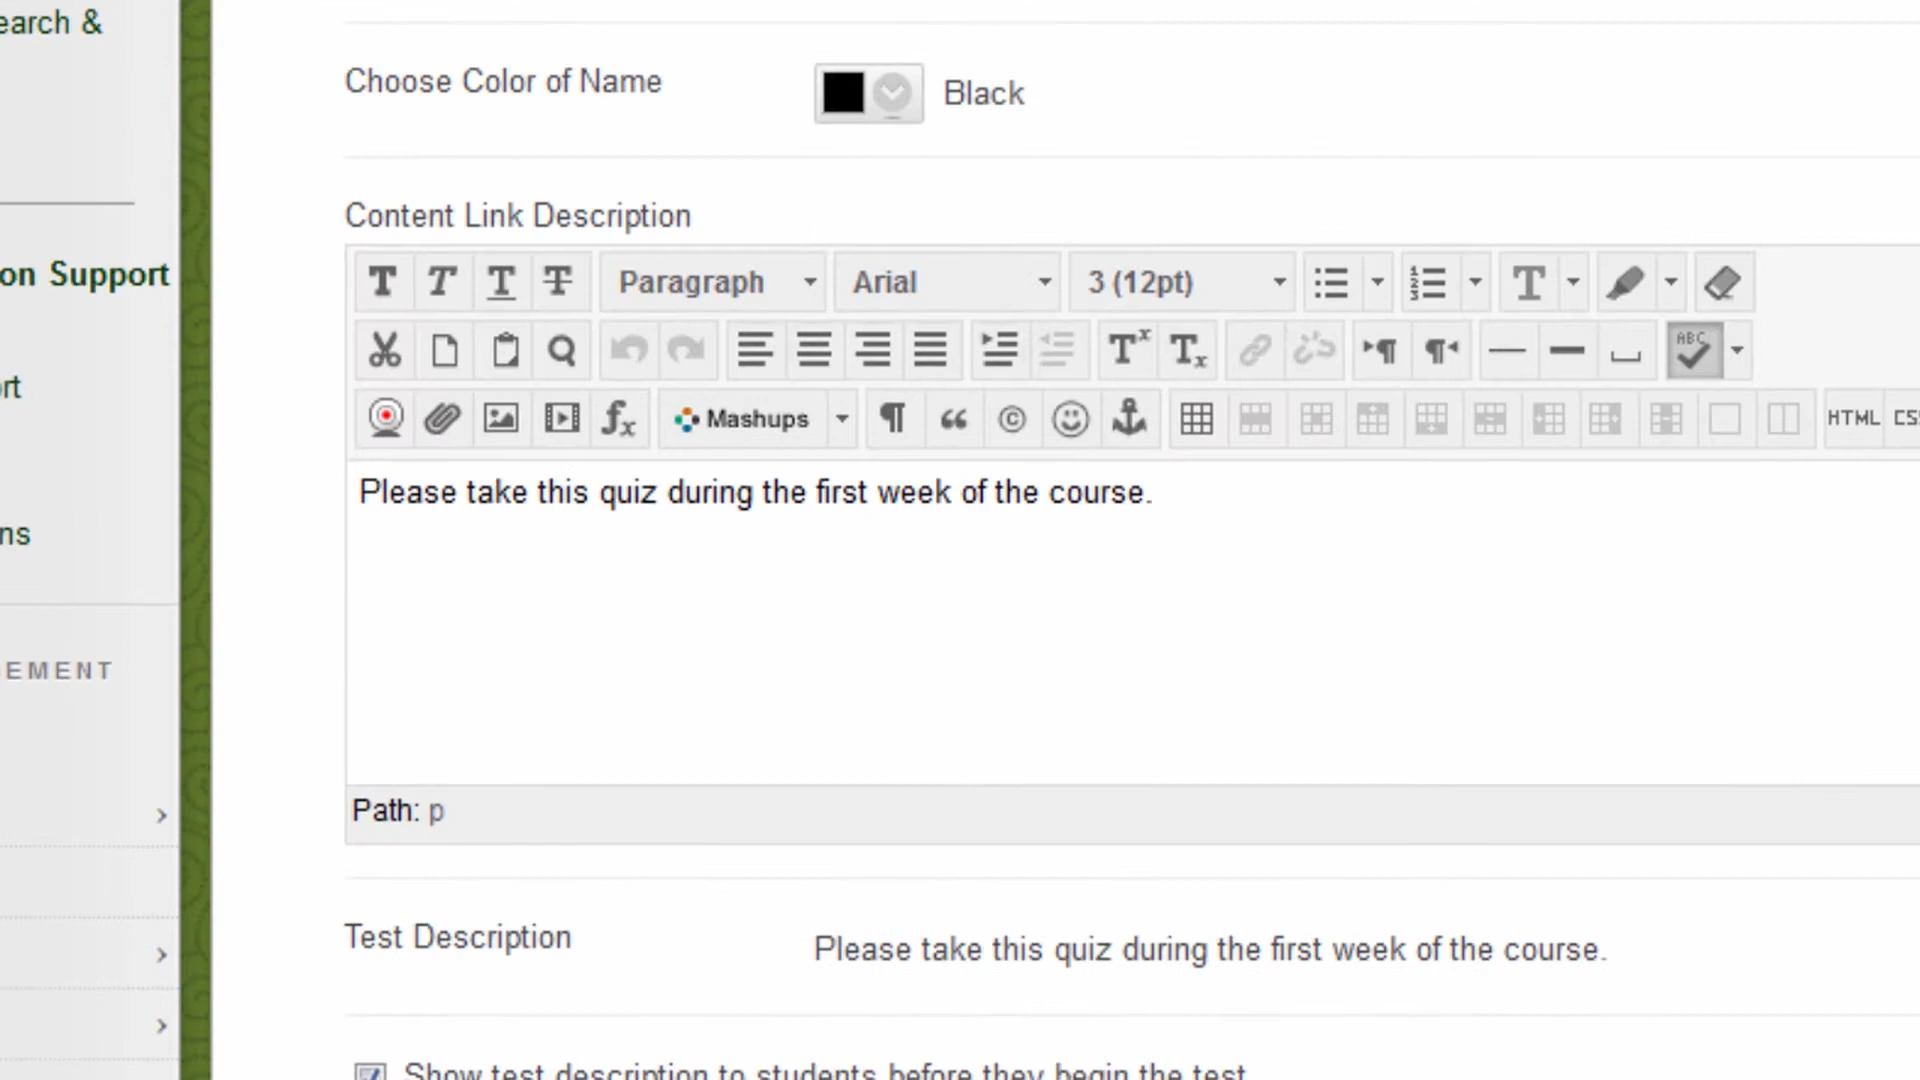 earch &
Choose Color of Name
Black
Content Link Description
on Support
Paragraph
Arial
3 (12pt)
ABC
rt
Mashups
HTML
CSS
Please take this quiz during the first week of the course.
ns
EMENT
Path: p
Test Description
Please take this quiz during the first week of the course.
Show test description to students before they begin the test